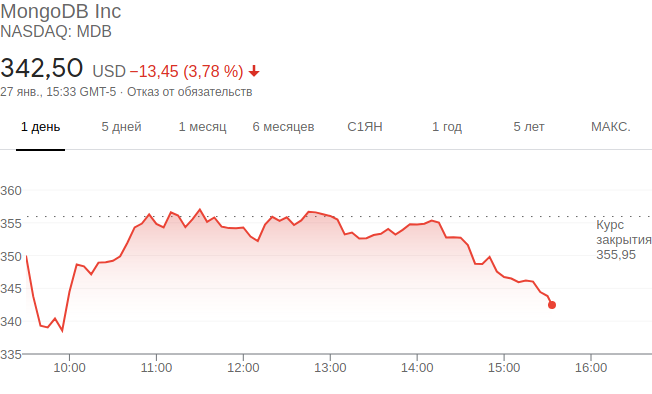 MongoDB Inc
NASDAQ: MDB
342,50 USD −13,45 (3,78 %)
27 янв., 15:33 GMT-5 · Отказ от обязательств
1 день 5 дней 1 месяц 6 месяцев С1ЯН 1 год 5 лет МАКС.
360
355
350
345
340
335
Курс
закрытия
355,95
10:00 11:00 12:00 13:00 14:00 15:00 16:00